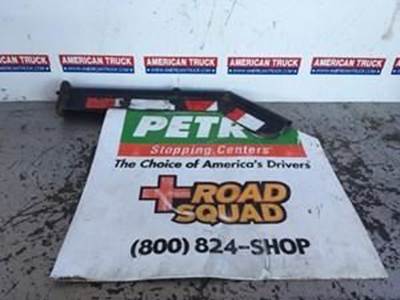 AMERICAN TRUCK AMERICAN TRUCK AMERICAN TRUCK AMERICAN TRUCK AMERICAN TRUCK
PETR
Stopping Centers
The Choice of America's Drivers
ROAD
SQUAD
(800) 824-SHOP